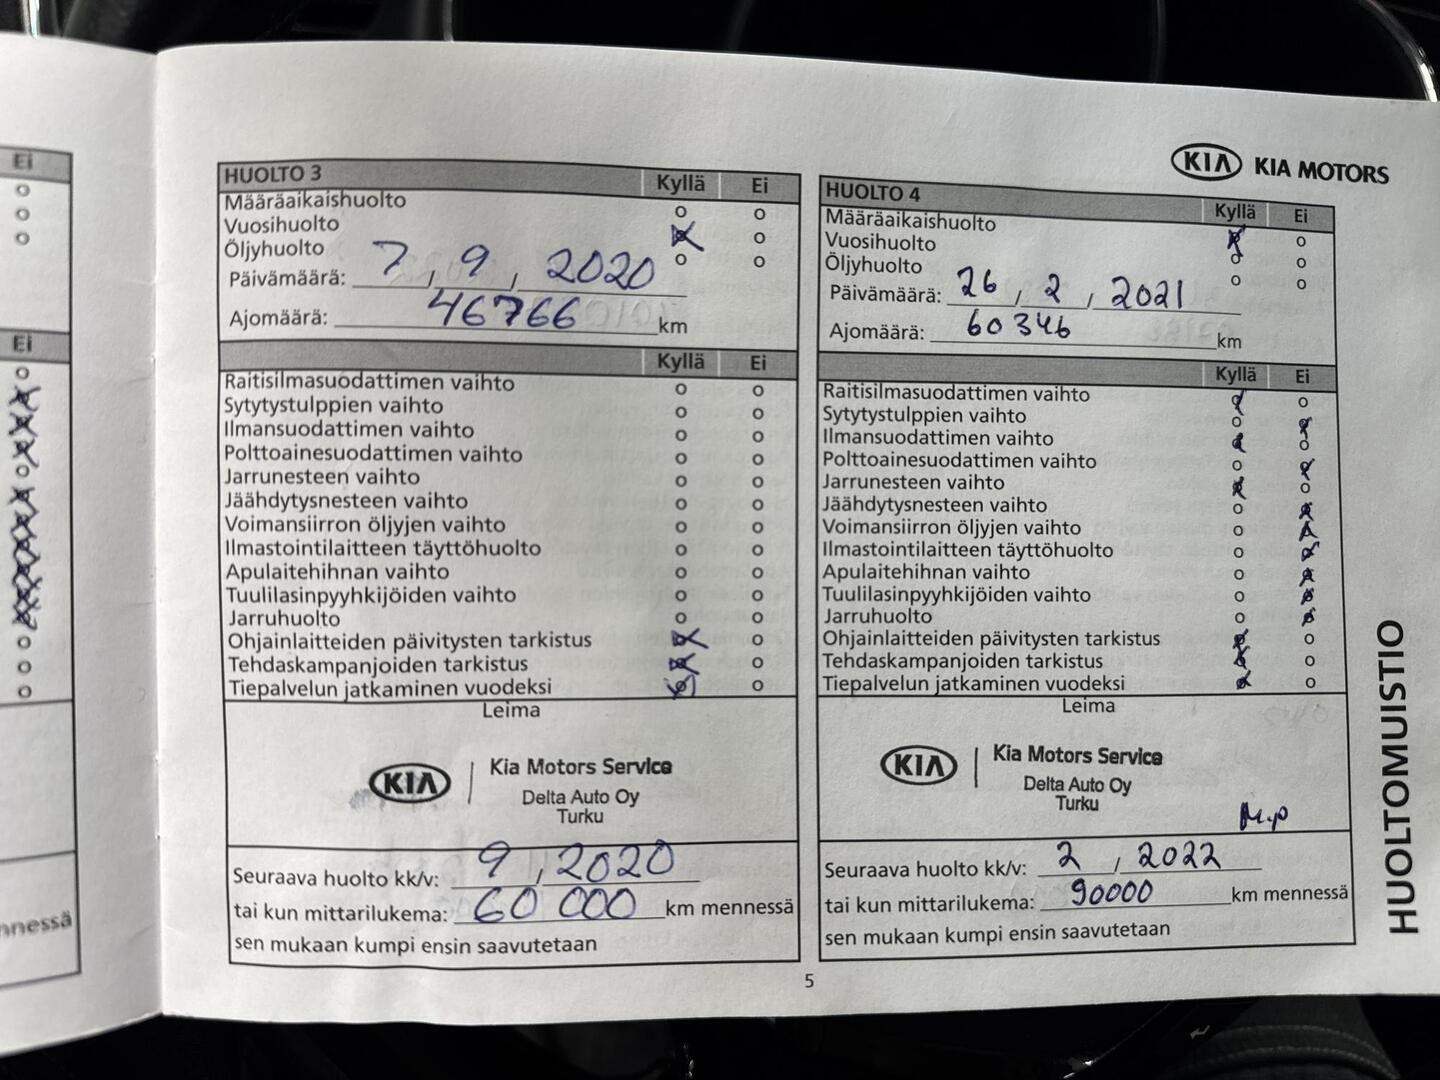 Ei
Ei
nnessä
KIA KIA MOTORS
HUOLTO 3 Kyllä Ei
Määräaikaishuolto
Vuosihuolto
Öljyhuolto
Päivämäärä: 7, 9, 2020
Ajomäärä: 46766 km
Kyllä Ei
Raitisilmasuodattimen vaihto
Sytytystulppien vaihto
Ilmansuodattimen vaihto
Polttoainesuodattimen vaihto
Jarrunesteen vaihto
Jäähdytysnesteen vaihto
Voimansiirron öljyjen vaihto
Ilmastointilaitteen täyttöhuolto
Apulaitehihnan vaihto
Tuulilasinpyyhkijöiden vaihto
Jarruhuolto
Ohjainlaitteiden päivitysten tarkistus
Tehdaskampanjoiden tarkistus
Tiepalvelun jatkaminen vuodeksi
Leima
KIA Kia Motors Service
Delta Auto Oy
Turku
Seuraava huolto kk/v: 9, 2020
tai kun mittarilukema: 60 000 km mennessä
sen mukaan kumpi ensin saavutetaan
HUOLTO 4 Kyllä Ei
Määräaikaishuolto
Vuosihuolto
Öljyhuolto
Päivämäärä: 26, 2, 2021
Ajomäärä: 60 346 km
Kyllä Ei
Raitisilmasuodattimen vaihto
Sytytystulppien vaihto
Ilmansuodattimen vaihto
Polttoainesuodattimen vaihto
Jarrunesteen vaihto
Jäähdytysnesteen vaihto
Voimansiirron öljyjen vaihto
Ilmastointilaitteen täyttöhuolto
Apulaitehihnan vaihto
Tuulilasinpyyhkijöiden vaihto
Jarruhuolto
Ohjainlaitteiden päivitysten tarkistus
Tehdaskampanjoiden tarkistus
Tiepalvelun jatkaminen vuodeksi
Leima
KIA Kia Motors Service
Delta Auto Oy
Turku
M.P
Seuraava huolto kk/v: 2, 2022
tai kun mittarilukema: 90000 km mennessä
sen mukaan kumpi ensin saavutetaan
5
HUOLTOMUISTIO